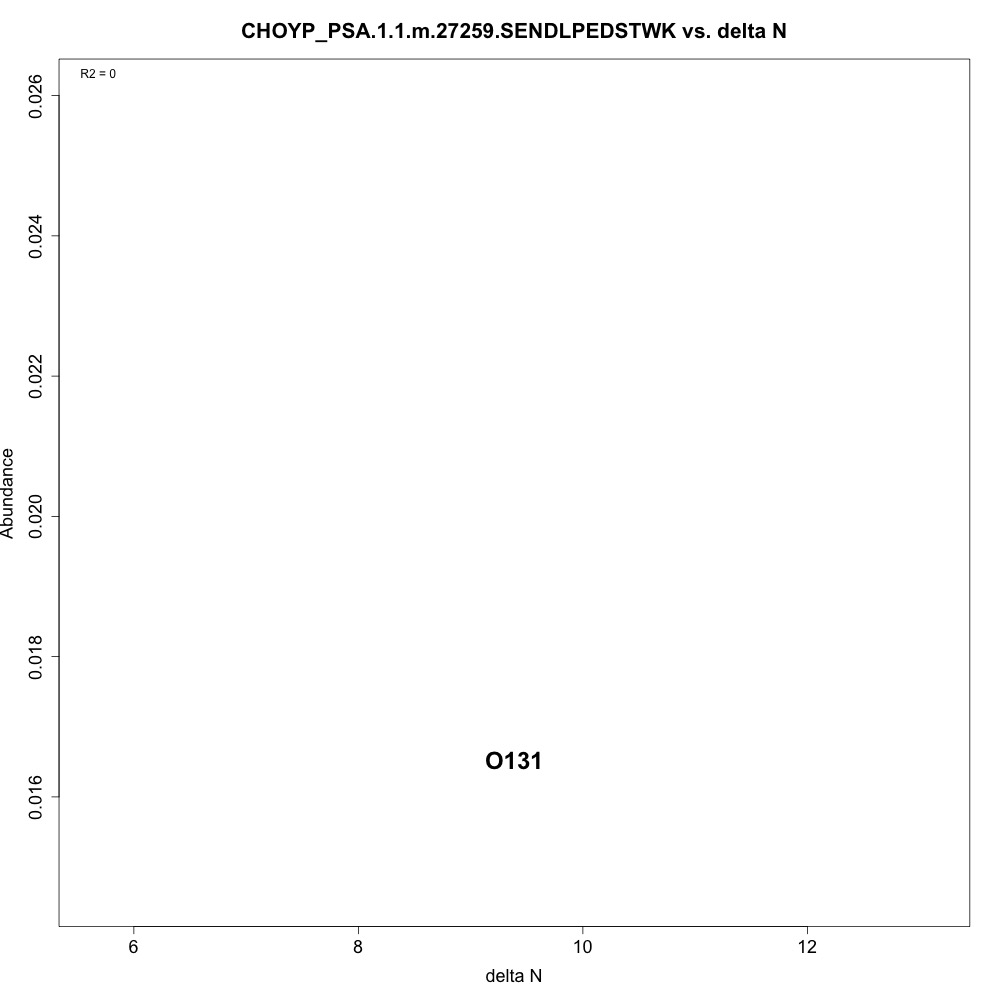 CHOYP_PSA.1.1.m.27259.SENDLPEDSTWK vs. delta N
R2 = 0
0.026
0.024
0.022
0.020
0.018
0.016
Abundance
O131
6 8 10 12
delta N